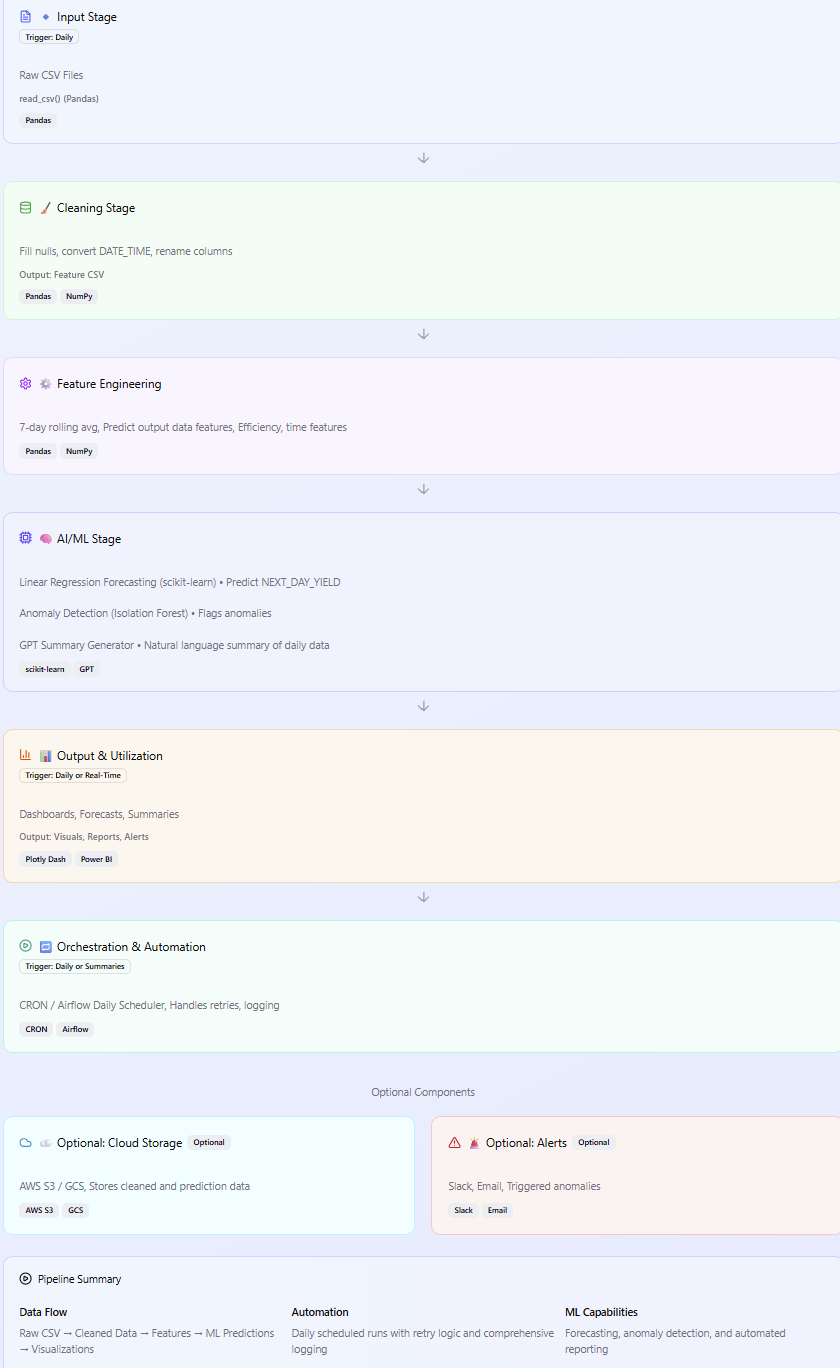 Input Stage
Trigger: Daily
Raw CSV Files
read_csv() (Pandas)
Pandas
Cleaning Stage
Fill nulls, convert DATE_TIME, rename columns
Output: Feature CSV
Pandas NumPy
Feature Engineering
7-day rolling avg, Predict output data features, Efficiency, time features
Pandas NumPy
AI/ML Stage
Linear Regression Forecasting (scikit-learn) • Predict NEXT_DAY_YIELD
Anomaly Detection (Isolation Forest) • Flags anomalies
GPT Summary Generator • Natural language summary of daily data
scikit-learn GPT
Output & Utilization
Trigger: Daily or Real-Time
Dashboards, Forecasts, Summaries
Output: Visuals, Reports, Alerts
Plotly Dash Power BI
Orchestration & Automation
Trigger: Daily or Summaries
CRON / Airflow Daily Scheduler, Handles retries, logging
CRON Airflow
Optional Components
Optional: Cloud Storage Optional
AWS S3 / GCS, Stores cleaned and prediction data
AWS S3 GCS
Optional: Alerts Optional
Slack, Email, Triggered anomalies
Slack Email
Pipeline Summary
Data Flow
Raw CSV → Cleaned Data → Features → ML Predictions
→ Visualizations
Automation
Daily scheduled runs with retry logic and comprehensive
logging
ML Capabilities
Forecasting, anomaly detection, and automated
reporting